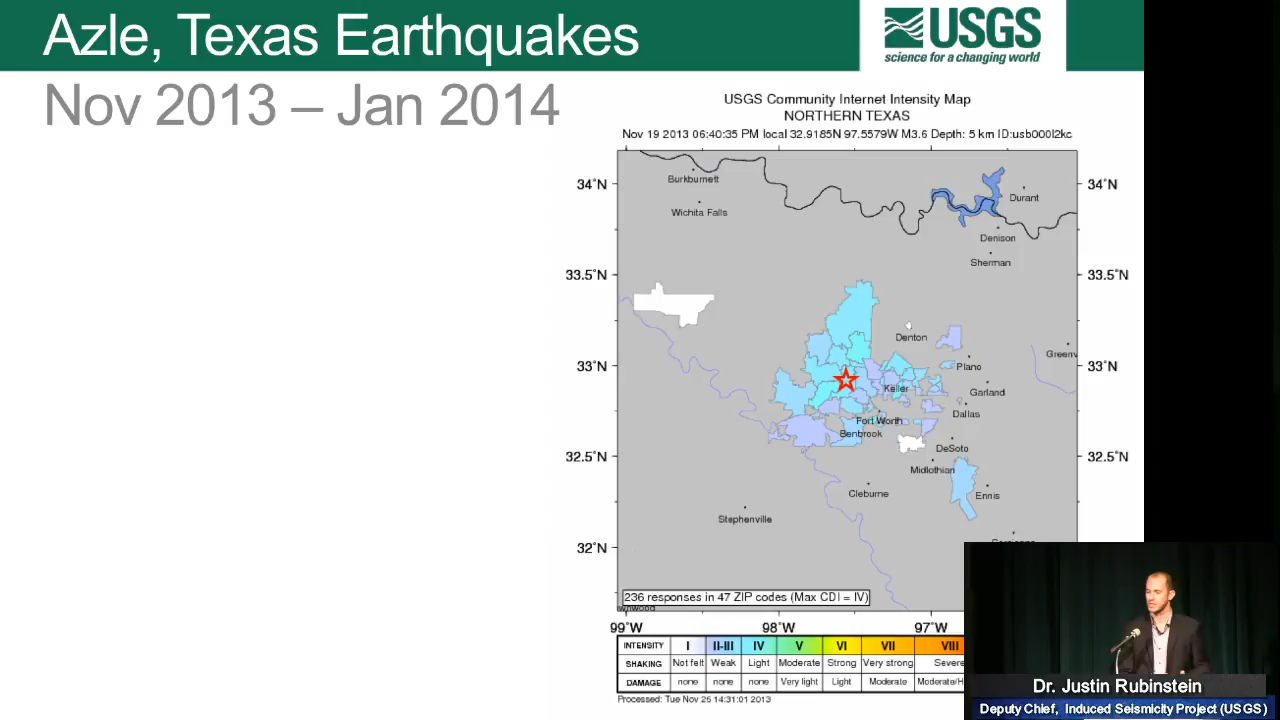 Azle, Texas Earthquakes
USGS
science for a changing world
Nov 2013 – Jan 2014
USGS Community Internet Intensity Map
NORTHERN TEXAS
Nov 19 2013 06:40:35 PM local 32.9185N 97.5579W M3.6 Depth: 5 km ID:usb000l2kc
Burkburnett
34°N
34°N
Durant
Wichita Falls
Denison
Sherman
33.5°N
33.5°N
Denton
Greenv
33°N
Plano
33°N
Keller
Garland
Dallas
Fort Worth
Benbrook
DeSoto
32.5°N
32.5°N
Midlothian
Cleburne
Ennis
Stephenville
32°N
236 responses in 47 ZIP codes (Max CDI = IV)
99°W
98°W
97°W
INTENSITY I II-III IV V VI VII VIII
SHAKING Not felt Weak Light Moderate Strong Very strong Severe
DAMAGE none none none Very light Light Moderate Moderate/H
Processed: Tue Nov 26 14:31:01 2013
Dr. Justin Rubinstein
Deputy Chief, Induced Seismicity Project (USGS)